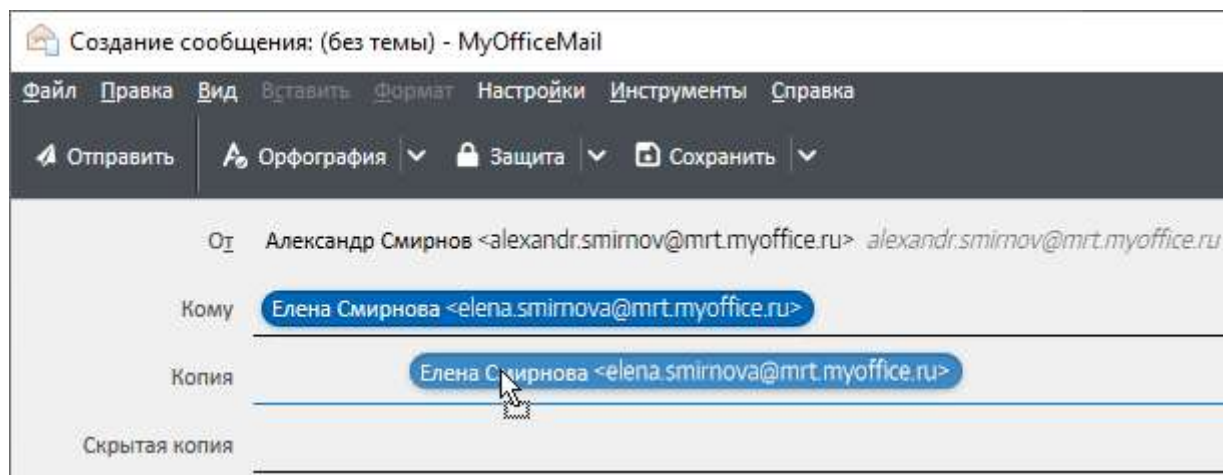 Создание сообщения: (без темы) - MyOfficeMail
Файл Правка Вид Вставить Формат Настройки Инструменты Справка
Отправить Орфография Защита Сохранить
От Александр Смирнов <alexandr.smirnov@mrt.myoffice.ru> alexandr.smirnov@mrt.myoffice.ru
Кому Елена Смирнова <elena.smirnova@mrt.myoffice.ru>
Копия Елена Смирнова <elena.smirnova@mrt.myoffice.ru>
Скрытая копия